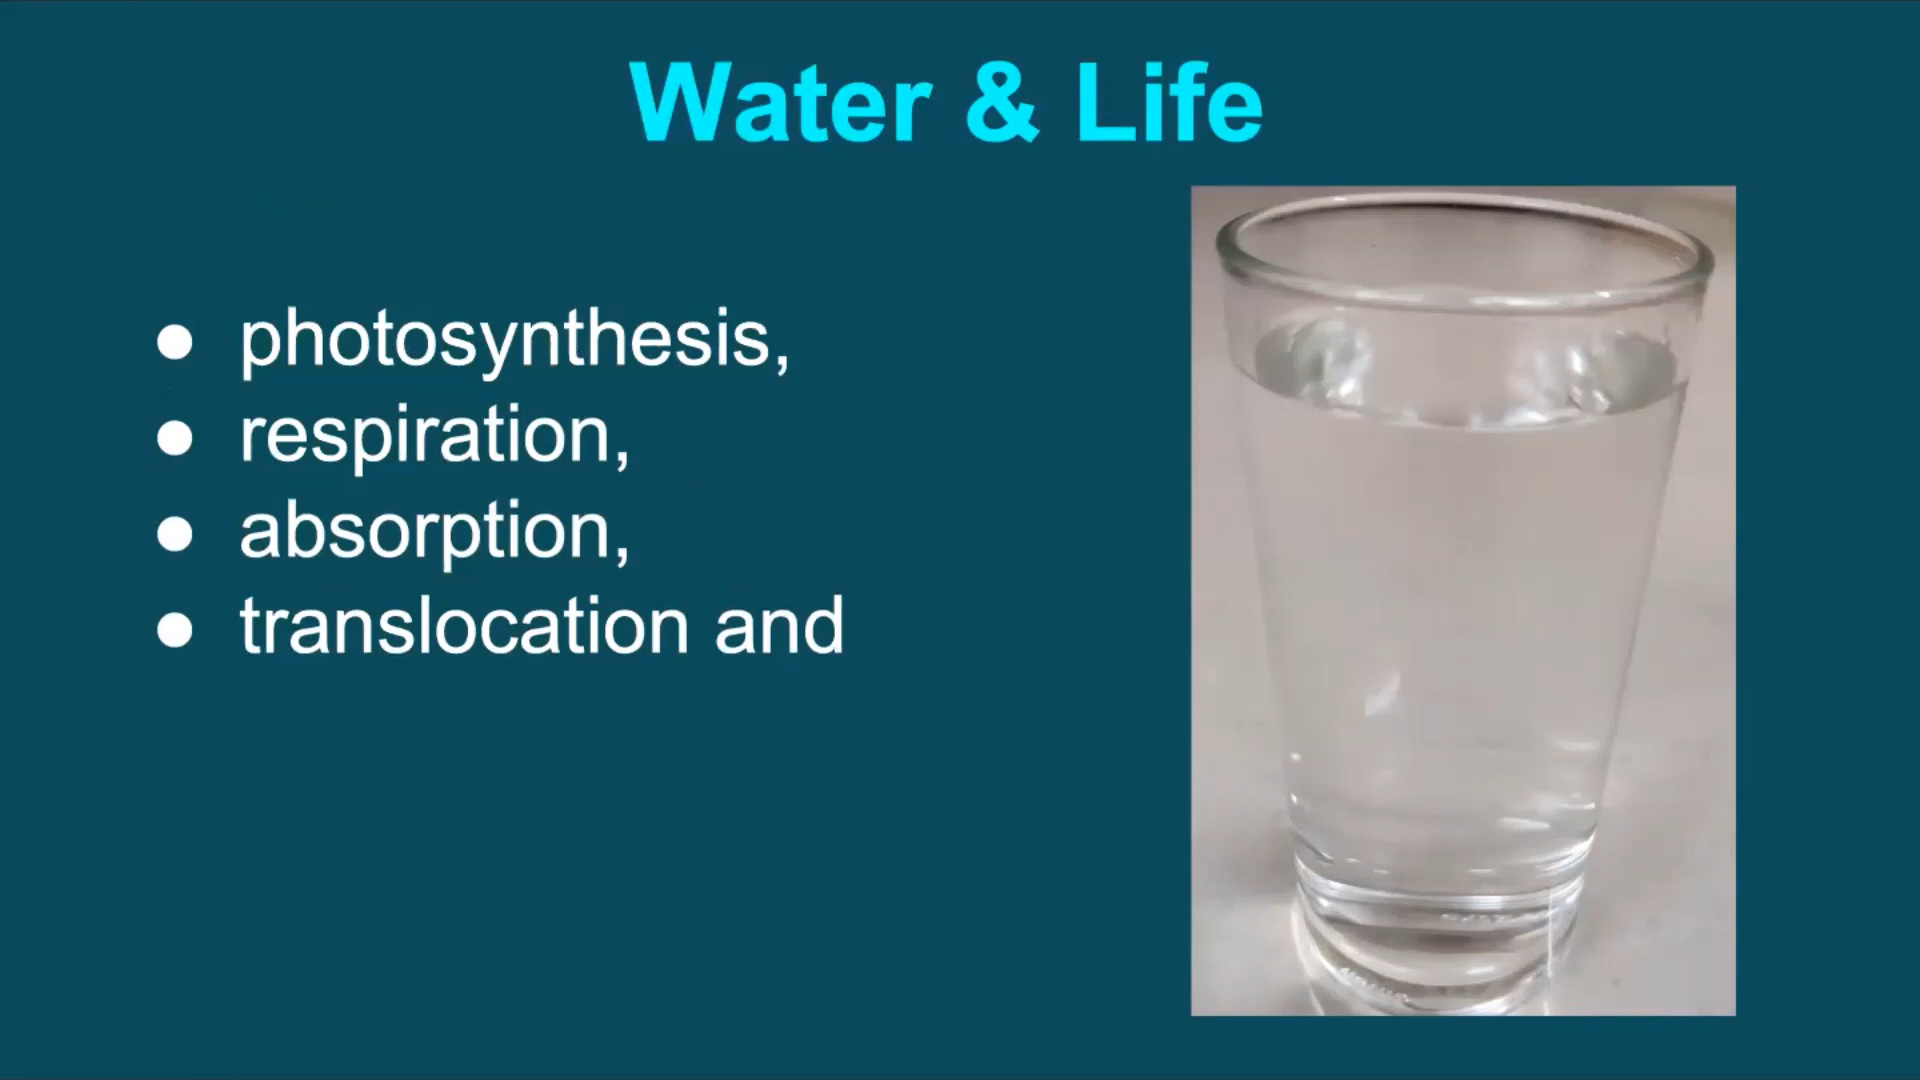 Water & Life
photosynthesis,
respiration,
absorption,
translocation and